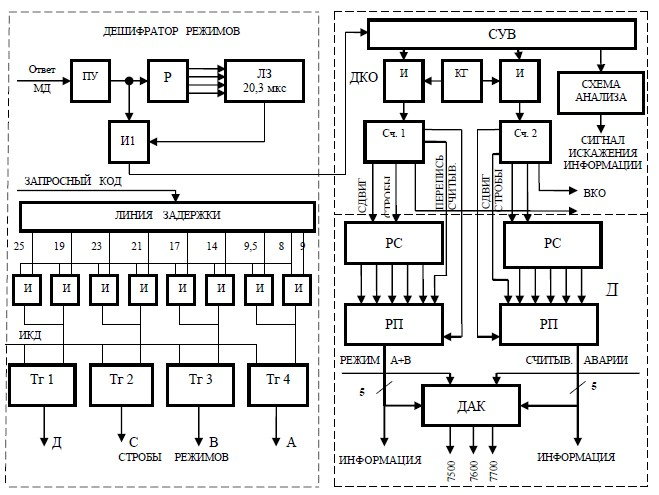 ДЕШИФРАТОР РЕЖИМОВ
Ответ
МД
ПУ
Р
ЛЗ
20,3 мкс
И1
ЗАПРОСНЫЙ КОД
ЛИНИЯ ЗАДЕРЖКИ
25 19 23 21 17 14 9,5 8 9
И И И И И И И И
ИКД
Тг 1 Тг 2 Тг 3 Тг 4
Д С В А
СТРОБЫ РЕЖИМОВ
СУВ
ДКО
И КГ И
СХЕМА
АНАЛИЗА
СИГНАЛ
ИСКАЖЕНИЯ
ИНФОРМАЦИИ
Сч. 1 Сч. 2
СДВИГ
СТРОБЫ
ПЕРЕПИСЬ
СЧИТЫВ.
СДВИГ
СТРОБЫ
ВКО
РС РС
Д
РП РП
РЕЖИМ А+В
СЧИТЫВ. АВАРИИ
5 5
ДАК
ИНФОРМАЦИЯ ИНФОРМАЦИЯ
7500 7600 7700